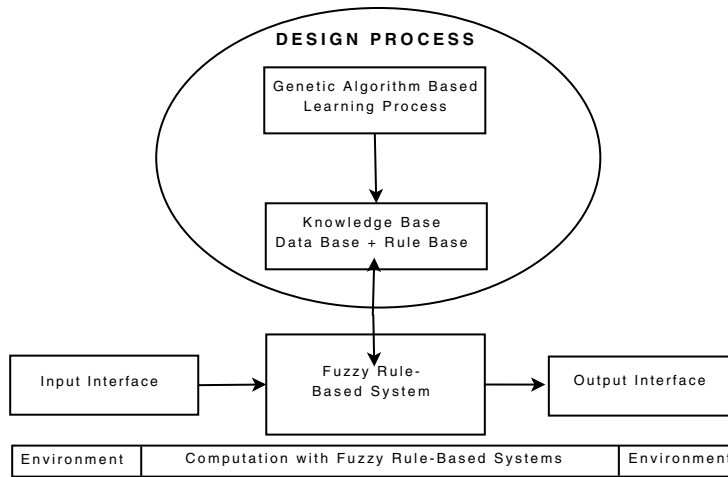 DESIGN PROCESS
Genetic Algorithm Based
Learning Process
Knowledge Base
Data Base + Rule Base
Fuzzy Rule-
Based System
Input Interface
Output Interface
Environment
Computation with Fuzzy Rule-Based Systems
Environment